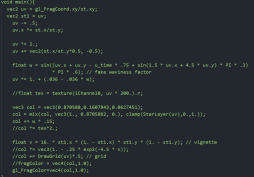 void main(){
vec2 uv = gl_FragCoord.xy/st.xy;
vec2 st1 = uv;
uv -= .5;
uv.x *= st.x/st.y;
uv *= 2.;
uv += vec2(st.x/st.y*0.5, -0.5);
float w = sin((uv.x + uv.y - u_time * .75 + sin(1.5 * uv.x + 4.5 * uv.y) * PI * .3)
* PI * .6); // fake waviness factor
uv *= 1. + (.036 - .036 * w);
//float tex = texture(iChannel0, uv * 200.).r;
vec3 col = vec3(0.870588,0.1607843,0.0627451);
col = mix(col, vec3(1., 0.8705882, 0.), clamp(StarLayer(uv),0.,1.));
col += w * .15;
//col *= tex*2.;
float v = 16. * st1.x * (1. - st1.x) * st1.y * (1. - st1.y); // vignette
//col *= vec3(1. - .25 * exp2(-4.5 * v));
//col += DrawGrid(uv)*.5; // grid
//fragColor = vec4(col,1.0);
gl_FragColor=vec4(col,1.0);